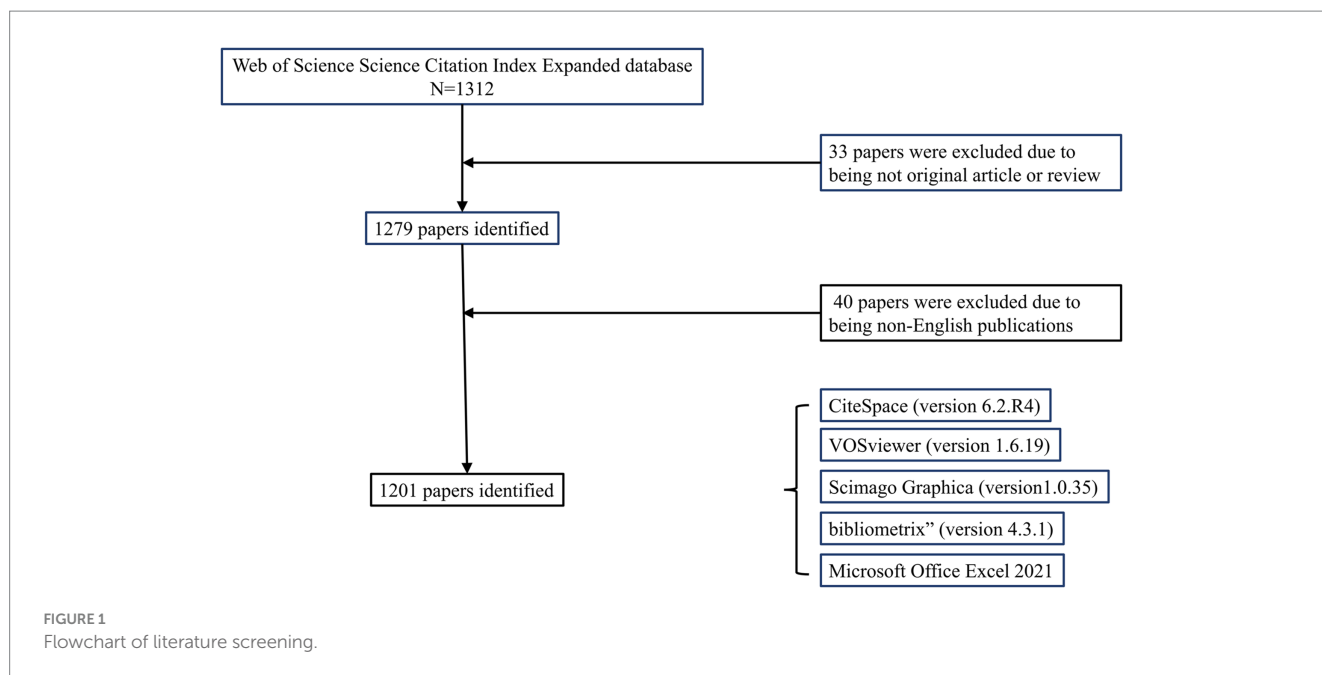 Web of Science Science Citation Index Expanded database
N=1312
33 papers were excluded due to
being not original article or review
1279 papers identified
40 papers were excluded due to
being non-English publications
1201 papers identified
CiteSpace (version 6.2.R4)
VOSviewer (version 1.6.19)
Scimago Graphica (version1.0.35)
bibliometrix” (version 4.3.1)
Microsoft Office Excel 2021
FIGURE 1
Flowchart of literature screening.